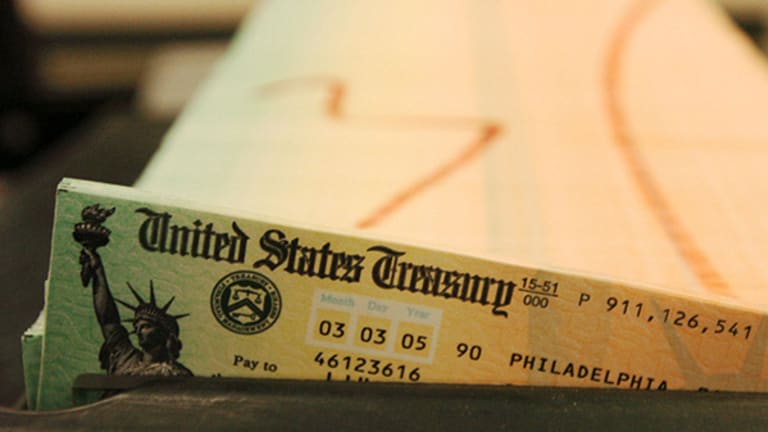 United States Treasury 15-51
000 P 911,126,541
Month Day Year
03 03 05 90 PHILADELPHIA
Pay to 46123616